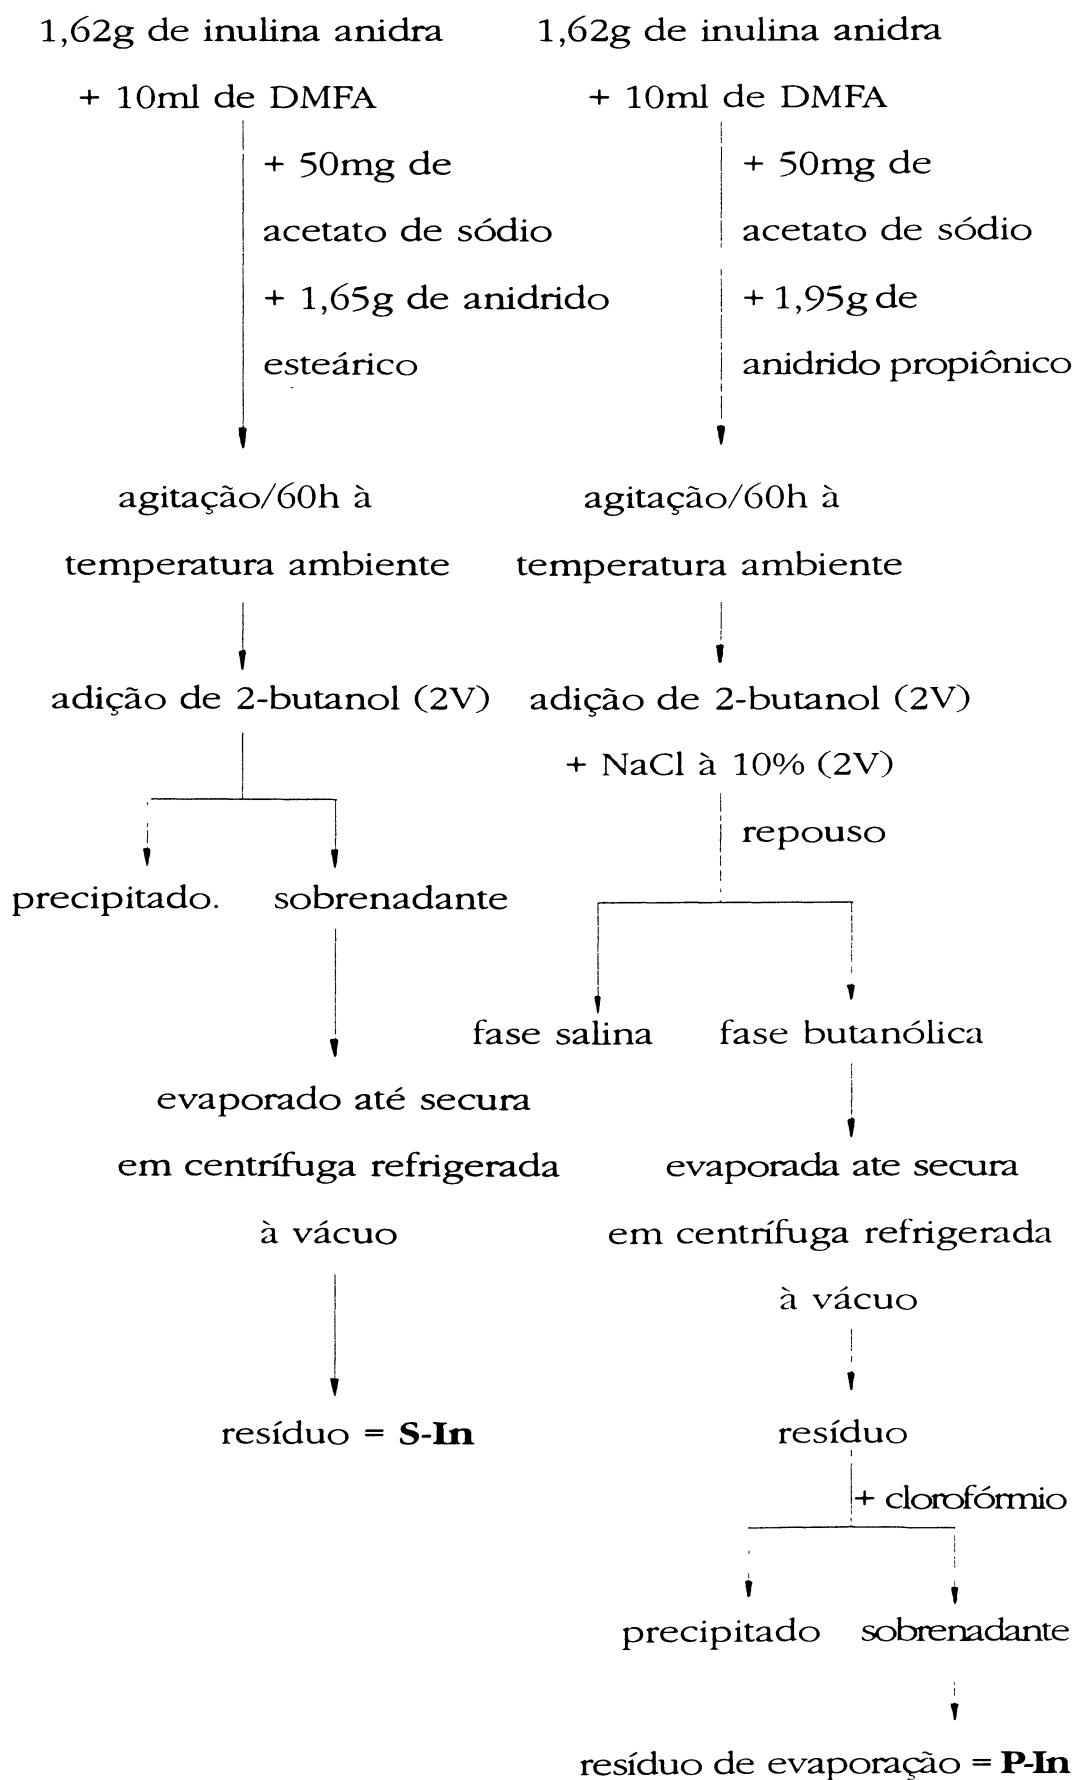 1,62g de inulina anidra
+ 10ml de DMFA
+ 50mg de
acetato de sódio
+ 1,65g de anidrido
esteárico
agitação/60h à
temperatura ambiente
adição de 2-butanol (2V)
precipitado. sobrenadante
evaporado até secura
em centrífuga refrigerada
à vácuo
resíduo = S-In
1,62g de inulina anidra
+ 10ml de DMFA
+ 50mg de
acetato de sódio
+ 1,95g de
anidrido propiônico
agitação/60h à
temperatura ambiente
adição de 2-butanol (2V)
+ NaCl à 10% (2V)
repouso
fase salina fase butanólica
evaporada ate secura
em centrífuga refrigerada
à vácuo
resíduo
+ clorofórmio
precipitado sobrenadante
resíduo de evaporação = P-In